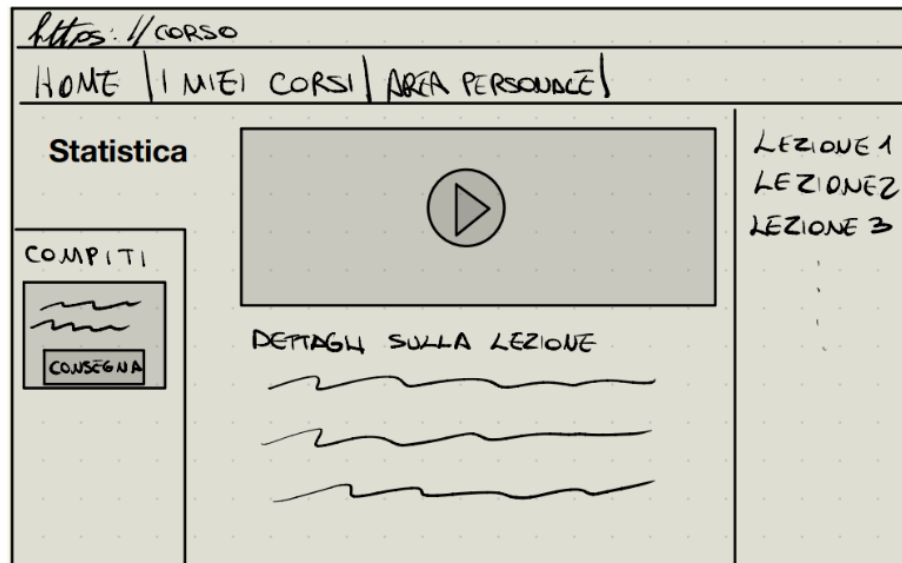 https://CORSO
HOME | I MIEI CORSI | AREA PERSONALE |
Statistica
COMPITI
CONSEGNA
DETTAGLI SULLA LEZIONE
LEZIONE 1
LEZIONE 2
LEZIONE 3